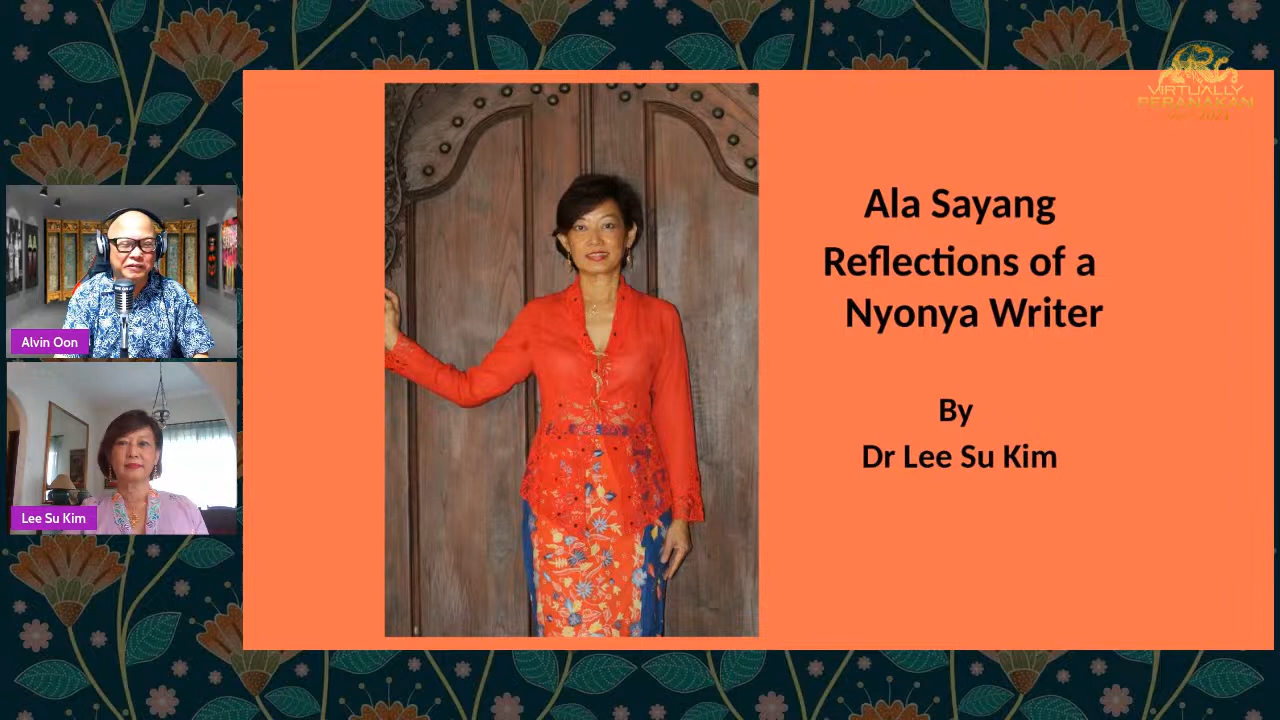 VIRTUALLY
PERANAKAN
Ala Sayang
Reflections of a
Nyonya Writer
By
Dr Lee Su Kim
Alvin Oon
Lee Su Kim